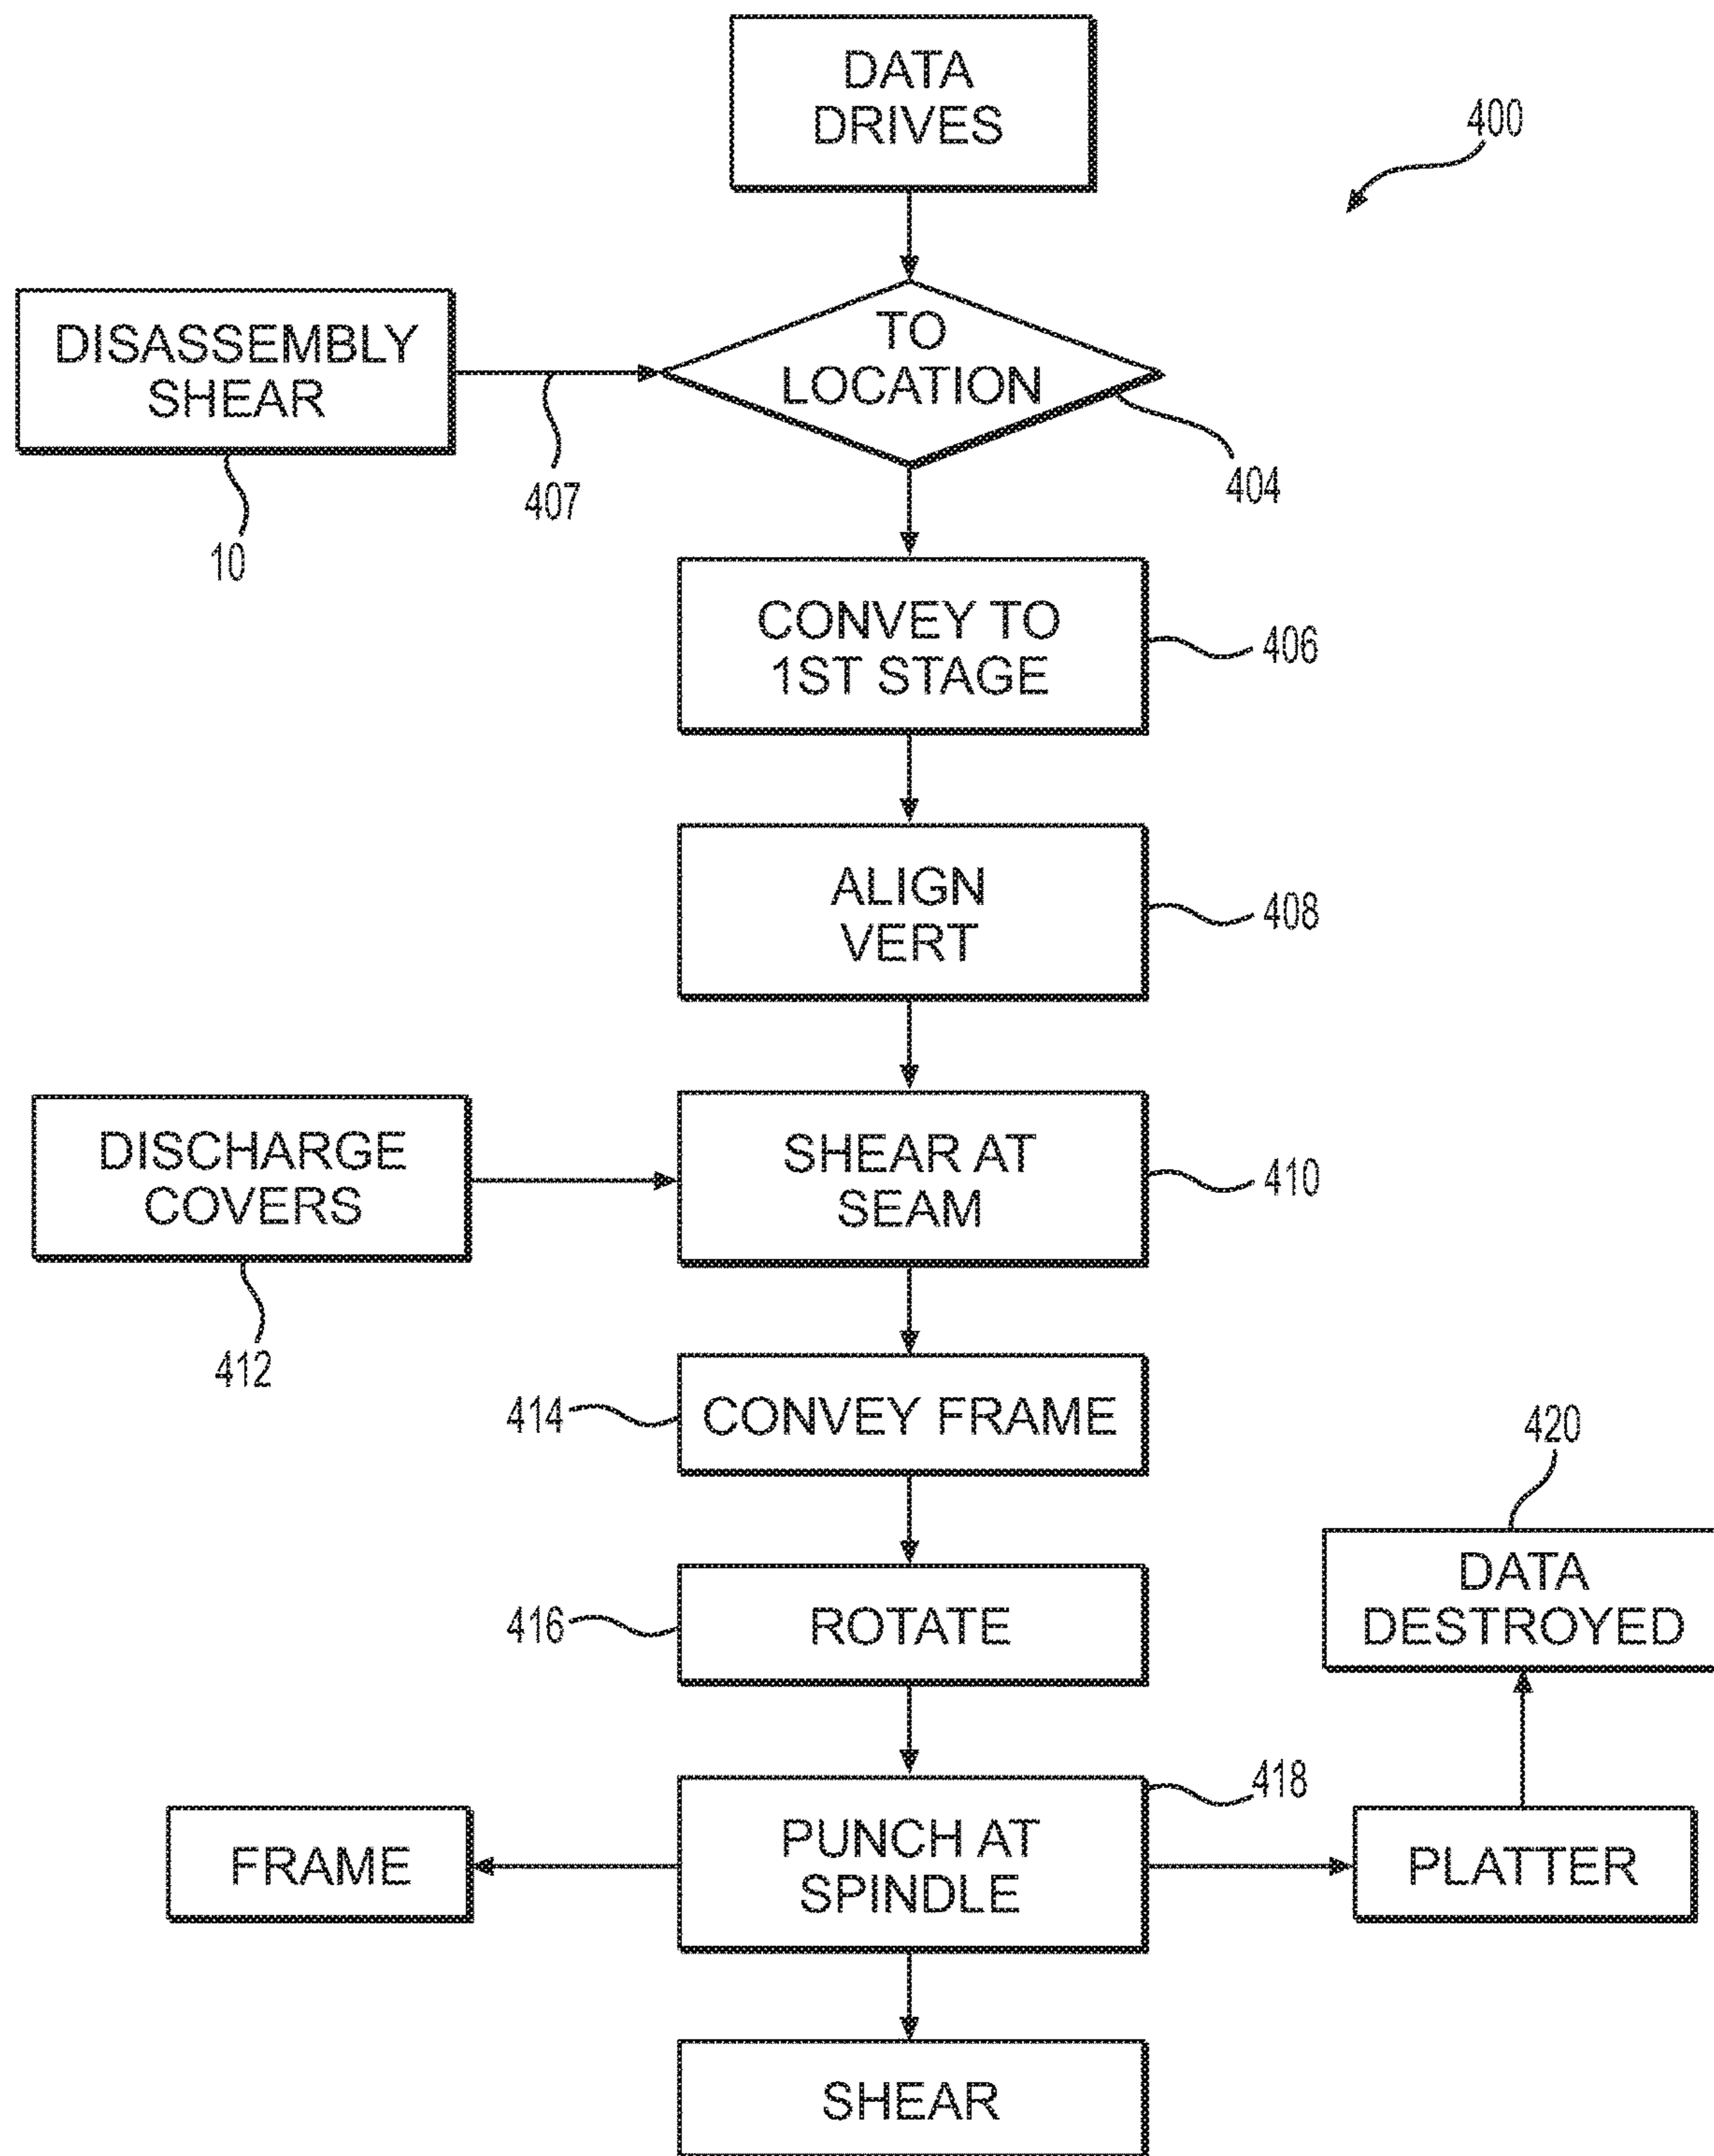 DATA
DRIVES
400
DISASSEMBLY
SHEAR
TO
LOCATION
407
404
10
CONVEY TO
1ST STAGE
406
ALIGN
VERT
408
DISCHARGE
COVERS
SHEAR AT
SEAM
410
412
414
CONVEY FRAME
420
416
ROTATE
DATA
DESTROYED
418
FRAME
PUNCH AT
SPINDLE
PLATTER
SHEAR